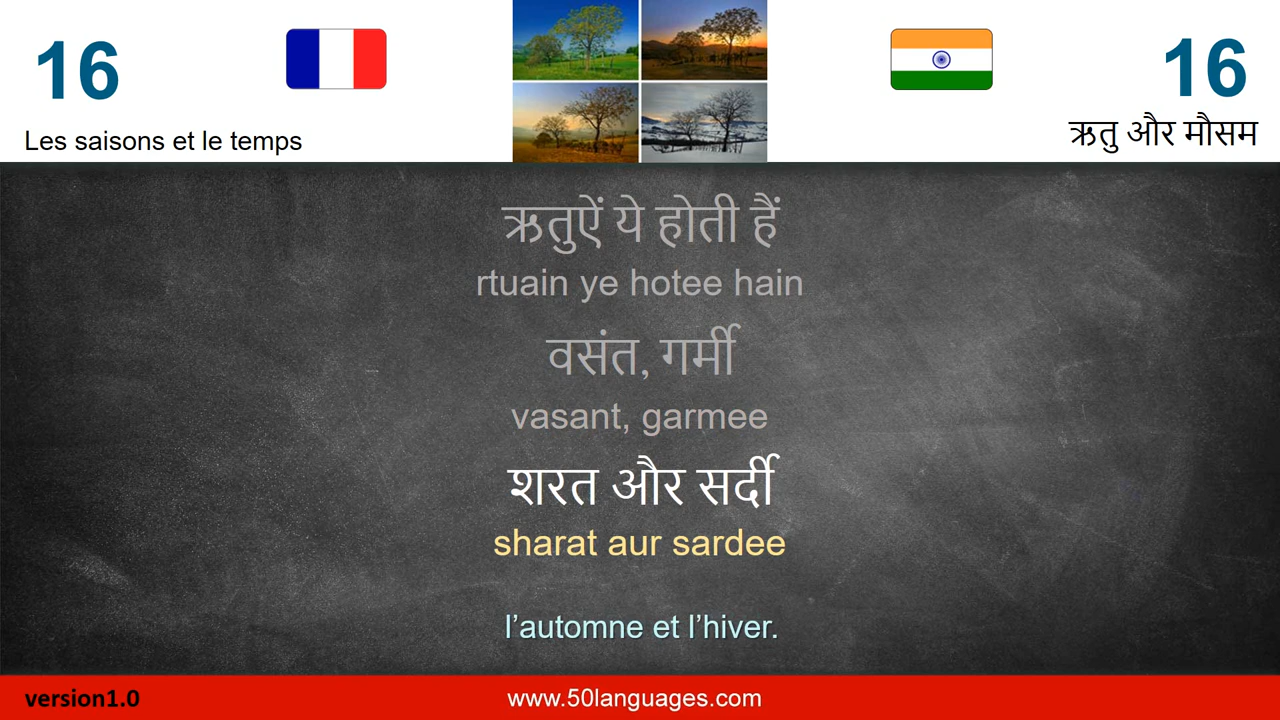 16
16
Les saisons et le temps
ऋतु और मौसम
ऋतुऐं ये होती हैं
rtuain ye hotee hain
वसंत, गर्मी
vasant, garmee
शरत और सर्दी
sharat aur sardee
l’automne et l’hiver.
version1.0
www.50languages.com